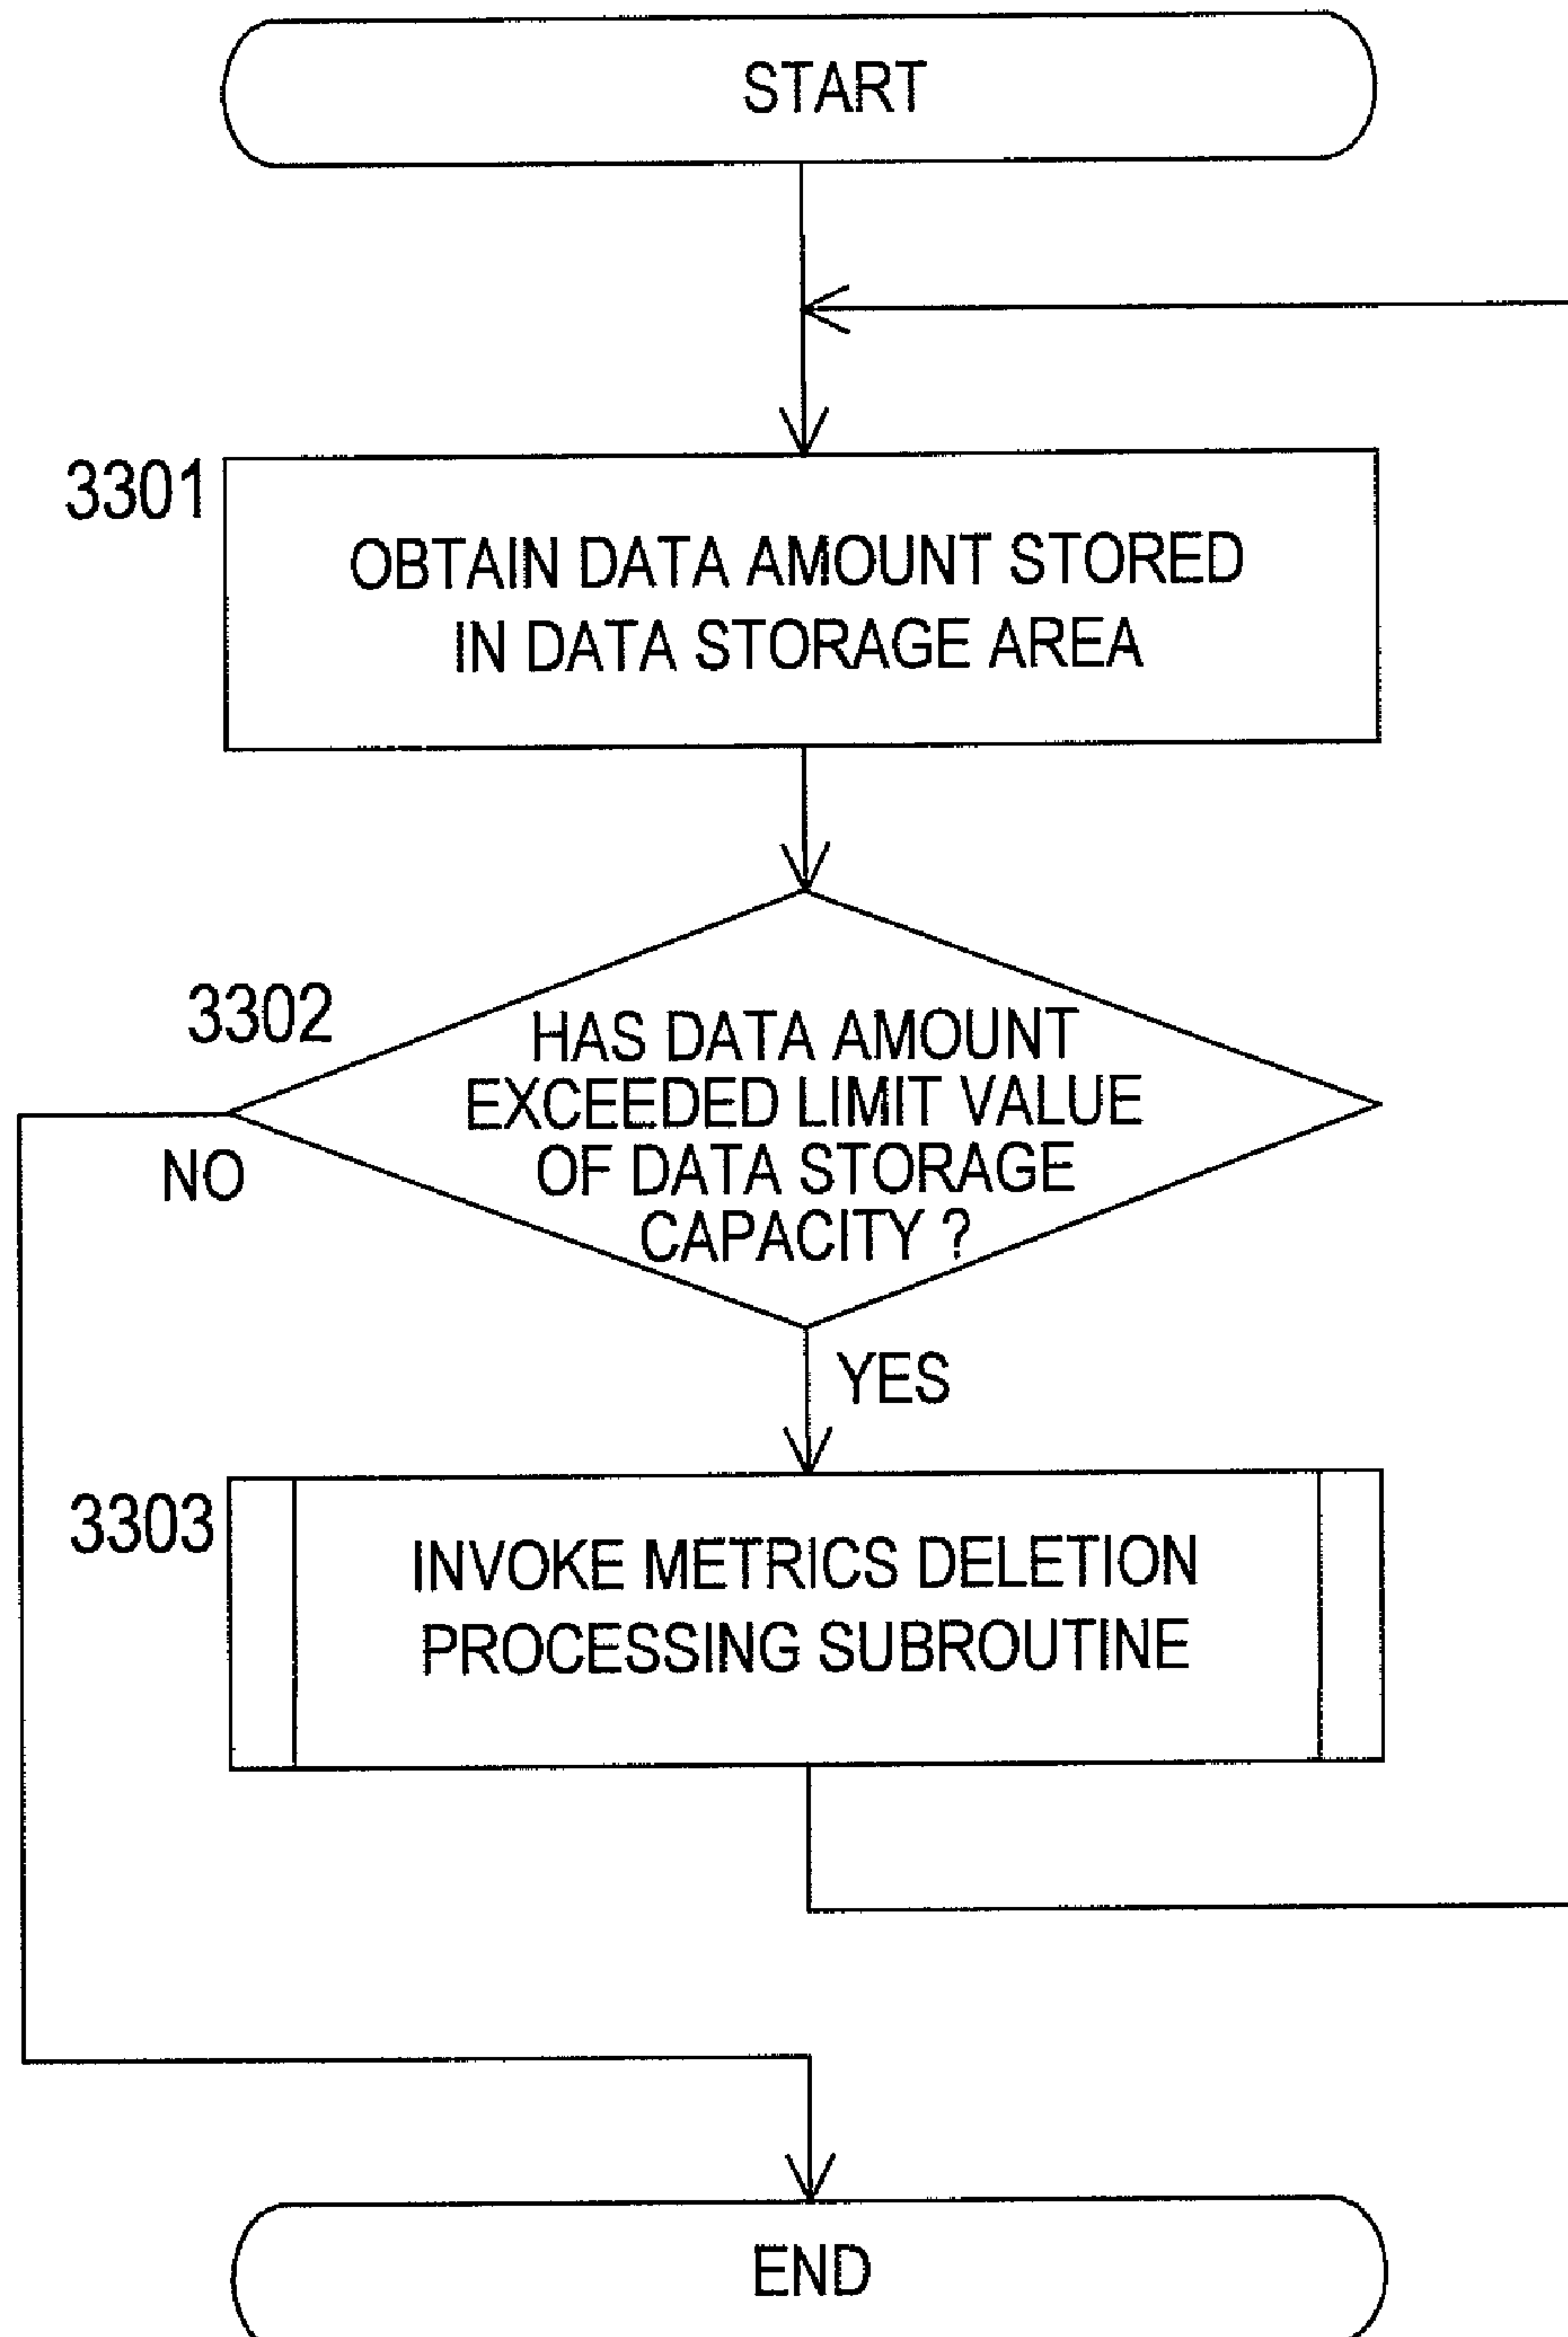 START
3301
OBTAIN DATA AMOUNT STORED
IN DATA STORAGE AREA
3302
HAS DATA AMOUNT
EXCEEDED LIMIT VALUE
OF DATA STORAGE
CAPACITY ?
NO
YES
3303
INVOKE METRICS DELETION
PROCESSING SUBROUTINE
END